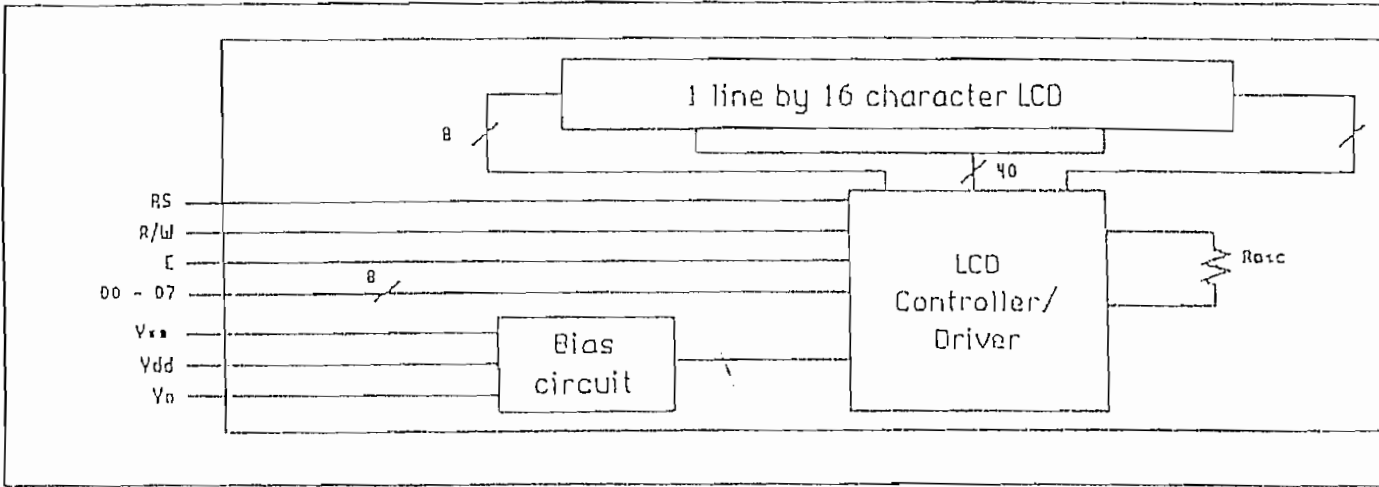 1 line by 16 character LCD
8
40
RS
R/W
E
8
D0 - D7
LCD
Controller/
Driver
Rosc
Vdd
Vo
Bias
circuit